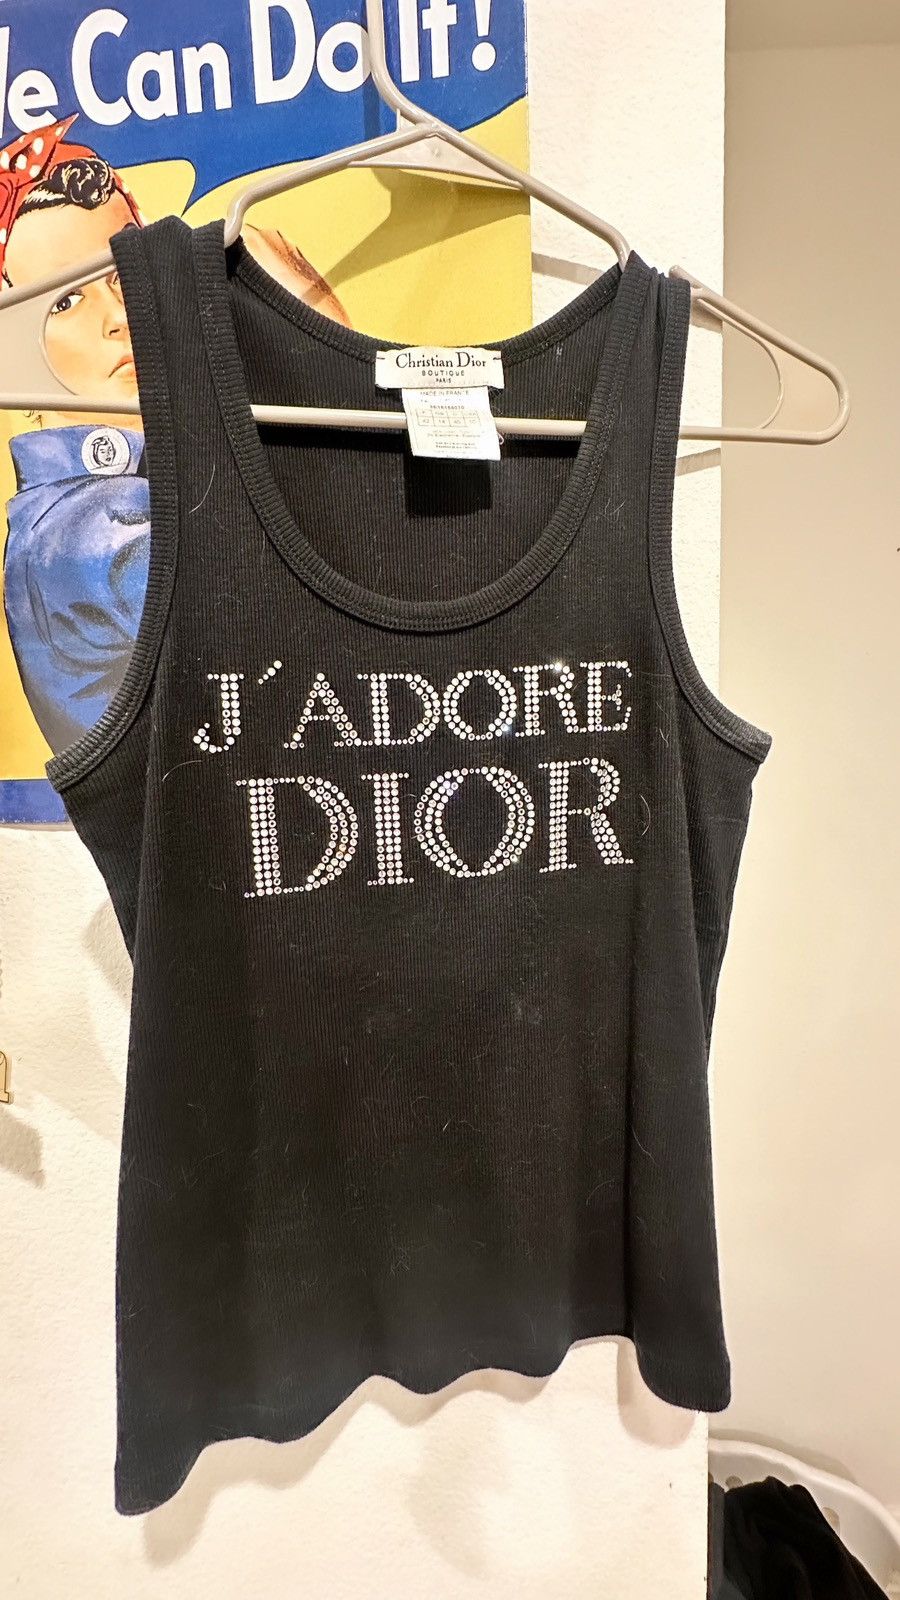 We Can Do It!
Christian Dior
BOUTIQUE
PARIS
MADE IN FRANCE
J'ADORE
DIOR